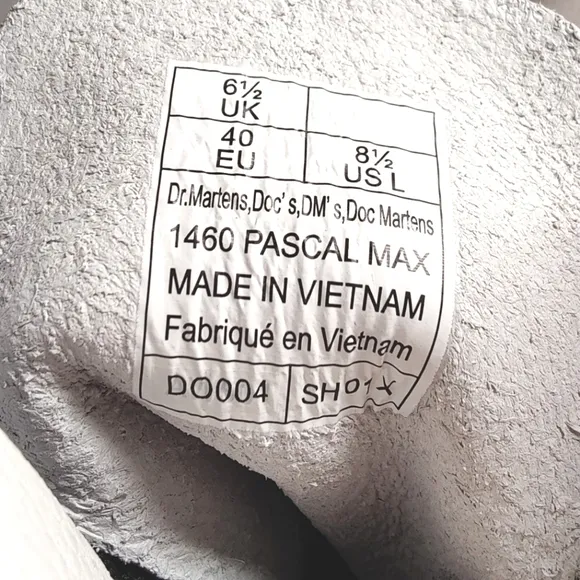 6½
UK
40
EU
8½
US L
Dr.Martens,Doc's,DM's,Doc Martens
1460 PASCAL MAX
MADE IN VIETNAM
Fabriqué en Vietnam
DO004 SH01X